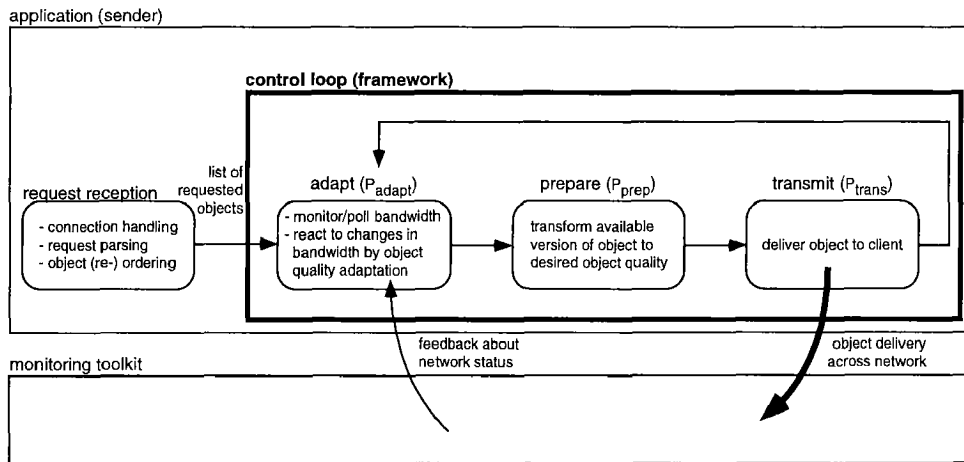 application (sender)
control loop (framework)
list of
requested
objects
request reception
- connection handling
- request parsing
- object (re-) ordering
adapt (Padapt)
- monitor/poll bandwidth
- react to changes in
bandwidth by object
quality adaptation
prepare (Pprep)
transform available
version of object to
desired object quality
transmit (Ptrans)
deliver object to client
feedback about
network status
object delivery
across network
monitoring toolkit